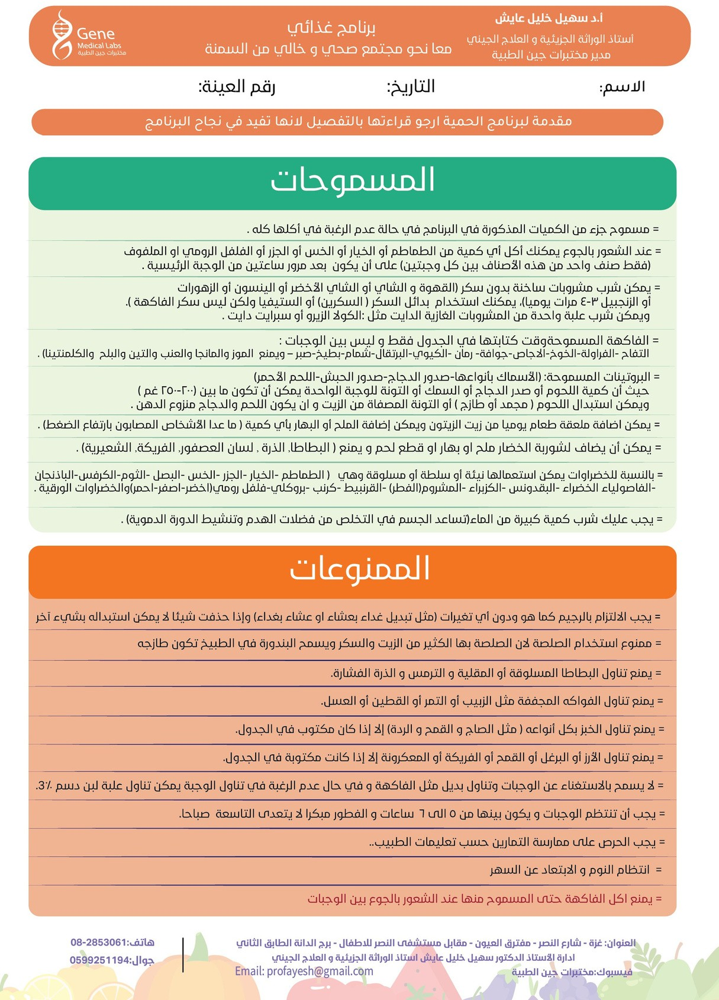 أ.د سهيل خليل عايش
أستاذ الوراثة الجزيئية و العلاج الجيني
مدير مختبرات جين الطبية
برنامج غذائي
معا نحو مجتمع صحي و خالي من السمنة
Gene
Medical Labs
مختبرات جين الطبية
الاسم: التاريخ: رقم العينة:
مقدمة لبرنامج الحمية ارجو قراءتها بالتفصيل لانها تفيد في نجاح البرنامج
المسموحات
= مسموح جزء من الكميات المذكورة في البرنامج في حالة عدم الرغبة في أكلها كله .
= عند الشعور بالجوع يمكنك أكل أي كمية من الطماطم أو الخيار أو الخس أو الجزر أو الفلفل الرومي او الملفوف
(فقط صنف واحد من هذه الأصناف بين كل وجبتين) على أن يكون بعد مرور ساعتين من الوجبة الرئيسية .
= يمكن شرب مشروبات ساخنة بدون سكر (القهوة و الشاي أو الشاي الأخضر أو الينسون أو الزهورات
أو الزنجبيل ٣-٤ مرات يوميا)، يمكنك استخدام بدائل السكر ( السكرين) أو الستيفيا ولكن ليس سكر الفاكهة ).
ويمكن شرب علبة واحدة من المشروبات الغازية الدايت مثل :الكولا الزيرو أو سبرايت دايت .
= الفاكهة المسموحةوقت كتابتها في الجدول فقط و ليس بين الوجبات :
التفاح -الفراولة-الخوخ-الاجاص-جوافة- رمان -الكيوي-البرتقال-شمام-بطيخ-صبر – ويمنع الموز والمانجا والعنب والتين والبلح والكلمنتينا) .
= البروتينات المسموحة: (الأسماك بأنواعها-صدور الدجاج-صدور الحبش-اللحم الأحمر)
حيث أن كمية اللحوم أو صدر الدجاج أو السمك أو التونة للوجبة الواحدة يمكن أن تكون ما بين (٢٠٠-٢٥٠ غم )
ويمكن استبدال اللحوم ( مجمد أو طازج ) أو التونة المصفاة من الزيت و ان يكون اللحم والدجاج منزوع الدهن .
= يمكن اضافة ملعقة طعام يوميا من زيت الزيتون ويمكن إضافة الملح أو البهار بأي كمية ( ما عدا الأشخاص المصابون بارتفاع الضغط) .
= يمكن أن يضاف لشوربة الخضار ملح او بهار او قطع لحم و يمنع ( البطاطا, الذرة , لسان العصفور, الفريكة, الشعيرية) .
= بالنسبة للخضراوات يمكن استعمالها نيئة أو سلطة أو مسلوقة وهي ( الطماطم -الخيار -الجزر -الخس -البصل -الثوم-الكرفس-الباذنجان
-الفاصولياء الخضراء -البقدونس -الكزبراء -المشروم(الفطر) -القرنبيط -كرنب -بروكلي-فلفل رومي(اخضر-اصفر-احمر)والخضراوات الورقية .
= يجب عليك شرب كمية كبيرة من الماء(تساعد الجسم في التخلص من فضلات الهدم وتنشيط الدورة الدموية) .
الممنوعات
= يجب الالتزام بالرجيم كما هو ودون أي تغيرات (مثل تبديل غداء بعشاء او عشاء بغداء) وإذا حذفت شيئا لا يمكن استبداله بشيء آخر
= ممنوع استخدام الصلصة لان الصلصة بها الكثير من الزيت والسكر ويسمح البندورة في الطبيخ تكون طازجه
= يمنع تناول البطاطا المسلوقة أو المقلية و الترمس و الذرة الفشارة.
= يمنع تناول الفواكه المجففة مثل الزبيب أو التمر أو القطين أو العسل.
= يمنع تناول الخبز بكل أنواعه ( مثل الصاج و القمح و الردة) إلا إذا كان مكتوب في الجدول.
= يمنع تناول الأرز أو البرغل أو القمح أو الفريكة أو المعكرونة إلا إذا كانت مكتوبة في الجدول.
= لا يسمح بالاستغناء عن الوجبات وتناول بديل مثل الفاكهة و في حال عدم الرغبة في تناول الوجبة يمكن تناول علبة لبن دسم ٪3.
= يجب أن تنتظم الوجبات و يكون بينها من ٥ الى ٦ ساعات و الفطور مبكرا لا يتعدى التاسعة صباحا.
= يجب الحرص على ممارسة التمارين حسب تعليمات الطبيب..
= انتظام النوم و الابتعاد عن السهر
= يمنع اكل الفاكهة حتى المسموح منها عند الشعور بالجوع بين الوجبات
العنوان: غزة - شارع النصر - مفترق العيون - مقابل مستشفى النصر للاطفال - برج الدانة الطابق الثاني
ادارة الأستاذ الدكتور سهيل خليل عايش استاذ الوراثة الجزيئية و العلاج الجيني
فيسبوك:مختبرات جين الطبية Email: profayesh@gmail.com
هاتف:2853061-08
جوال:0599251194